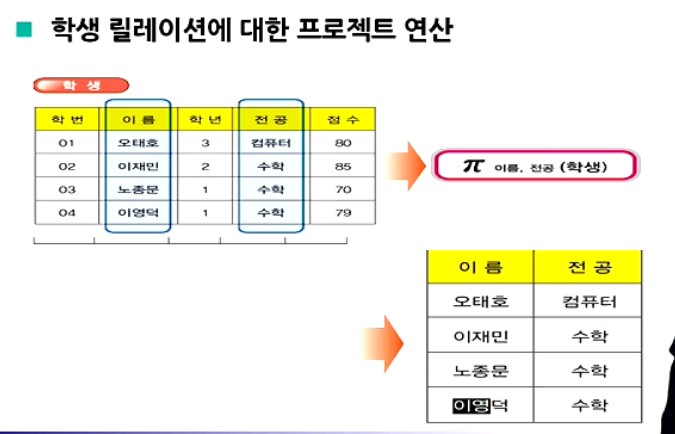 학생 릴레이션에 대한 프로젝트 연산
학 생
학 번 이 름 학 년 전 공 점 수
01 오태호 3 컴퓨터 80
02 이재민 2 수학 85
03 노종문 1 수학 70
04 이영덕 1 수학 79
π 이름, 전공 (학생)
이 름 전 공
오태호 컴퓨터
이재민 수학
노종문 수학
이영덕 수학